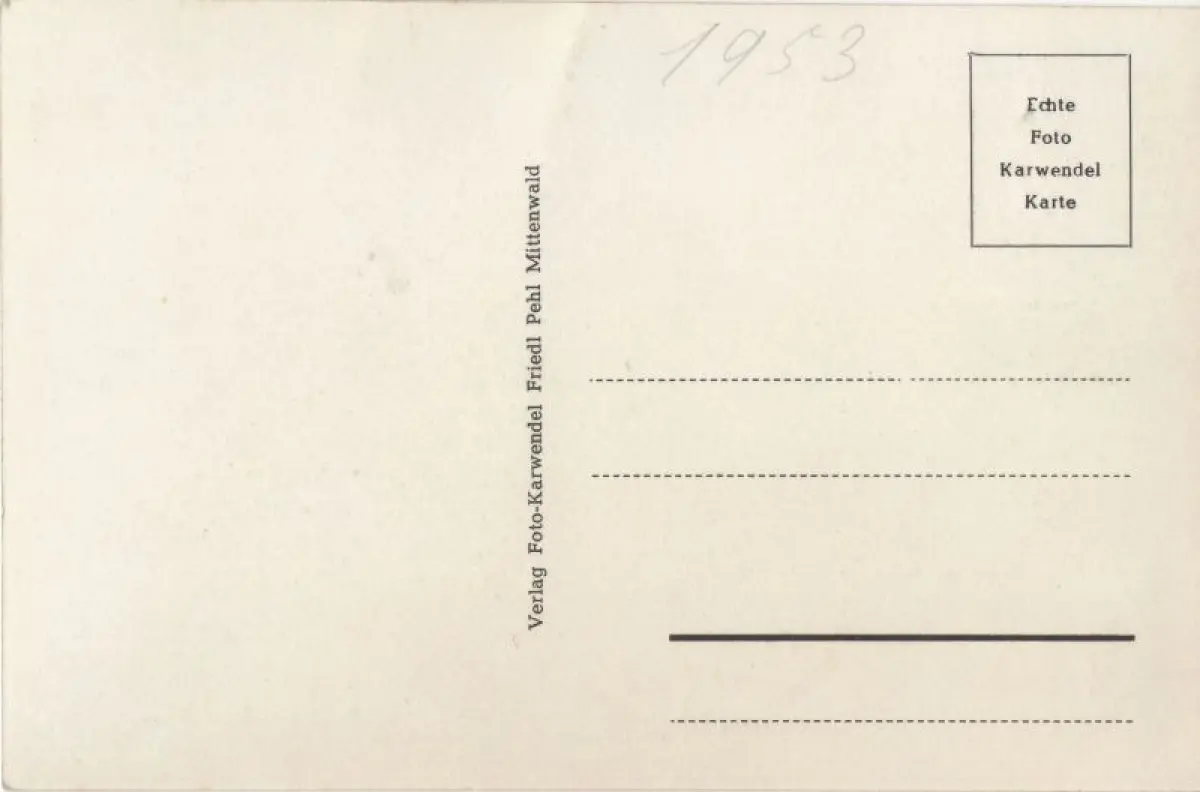 1953
Echte
Foto
Karwendel
Karte
Verlag Foto-Karwendel Friedl Pehl Mittenwald